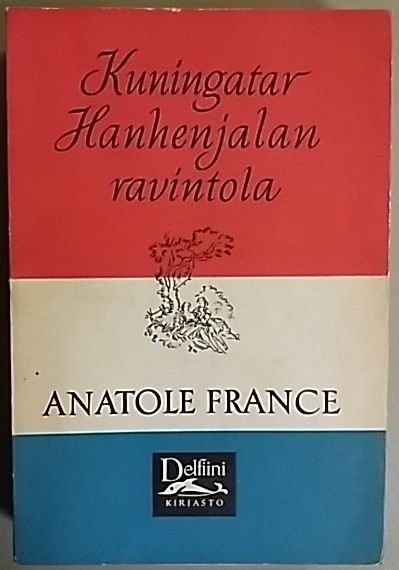 Kuningatar
Hanhenjalan
ravintola
ANATOLE FRANCE
Delfiini
KIRJASTO